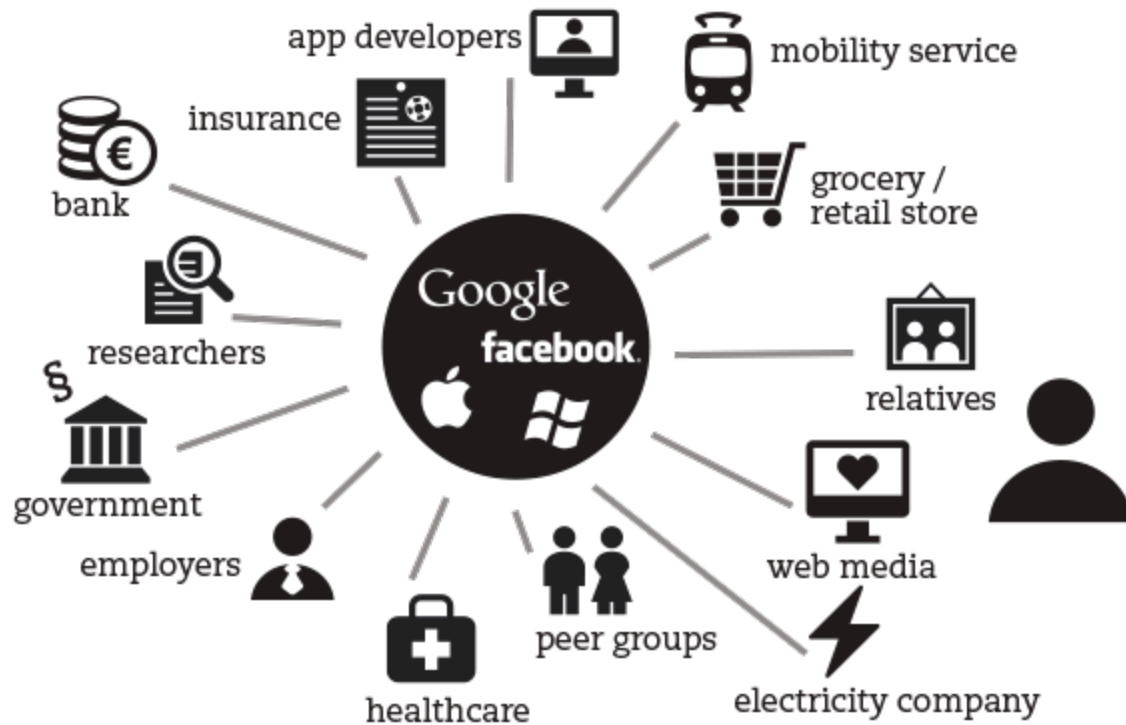 app developers
mobility service
insurance
bank
€
grocery /
retail store
Google
facebook.
researchers
relatives
§
government
employers
web media
peer groups
healthcare
electricity company